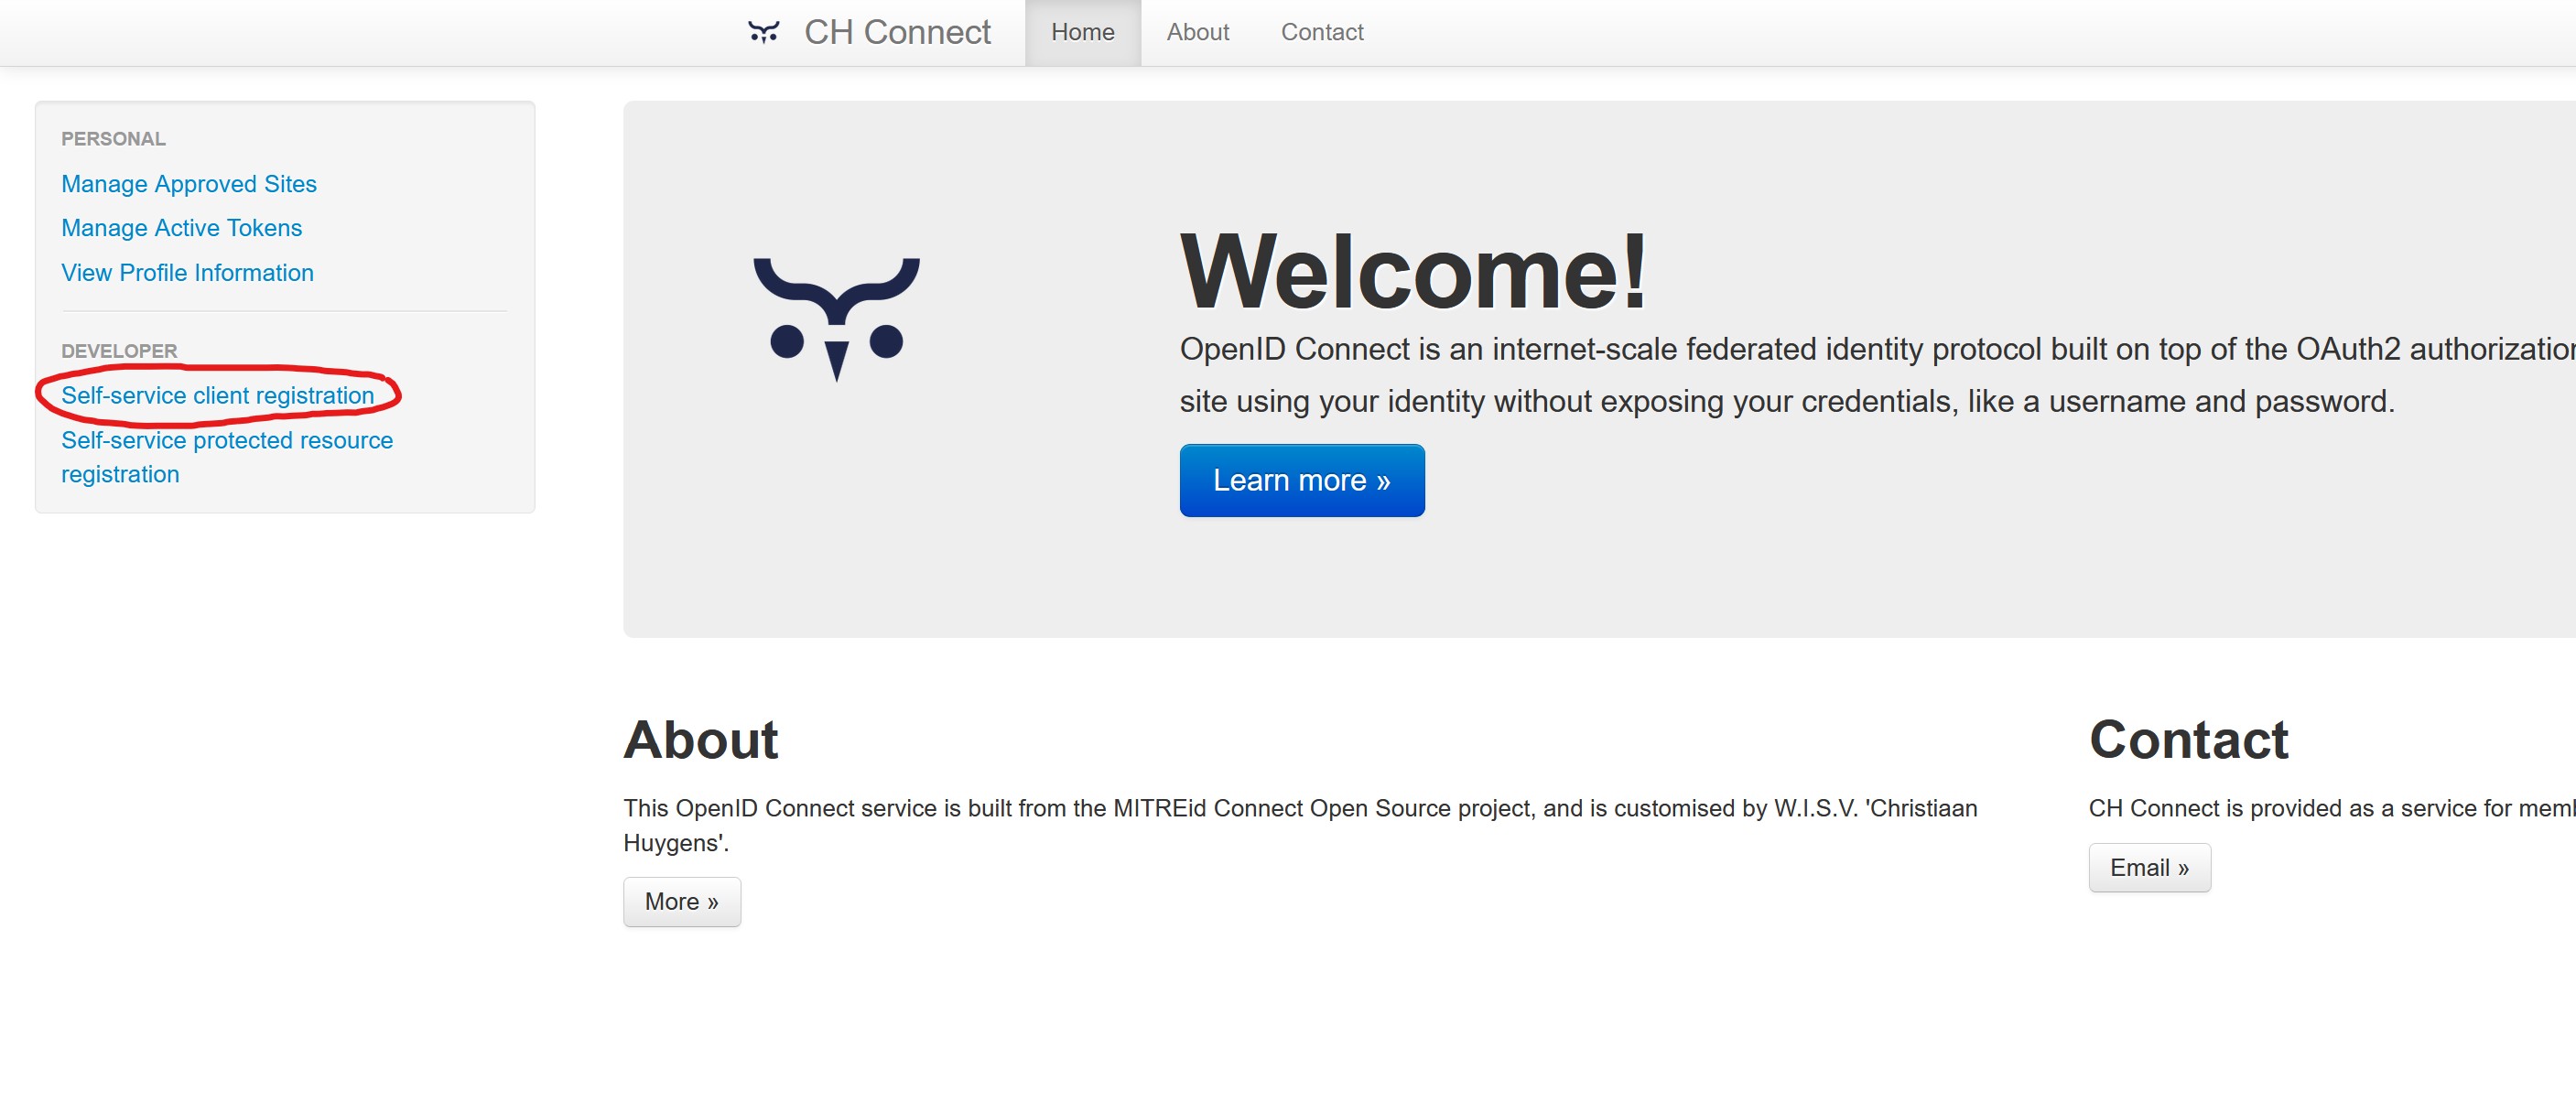 CH Connect
Home
About
Contact
PERSONAL
Manage Approved Sites
Manage Active Tokens
View Profile Information
DEVELOPER
Self-service client registration
Self-service protected resource
registration
Welcome!
OpenID Connect is an internet-scale federated identity protocol built on top of the OAuth2
site using your identity without exposing your credentials, like a username and password.
Learn more »
About
This OpenID Connect service is built from the MITREid Connect Open Source project, and is customised by W.I.S.V. 'Christiaan
Huygens'.
More »
Contact
CH Connect is provided as a service for
Email »